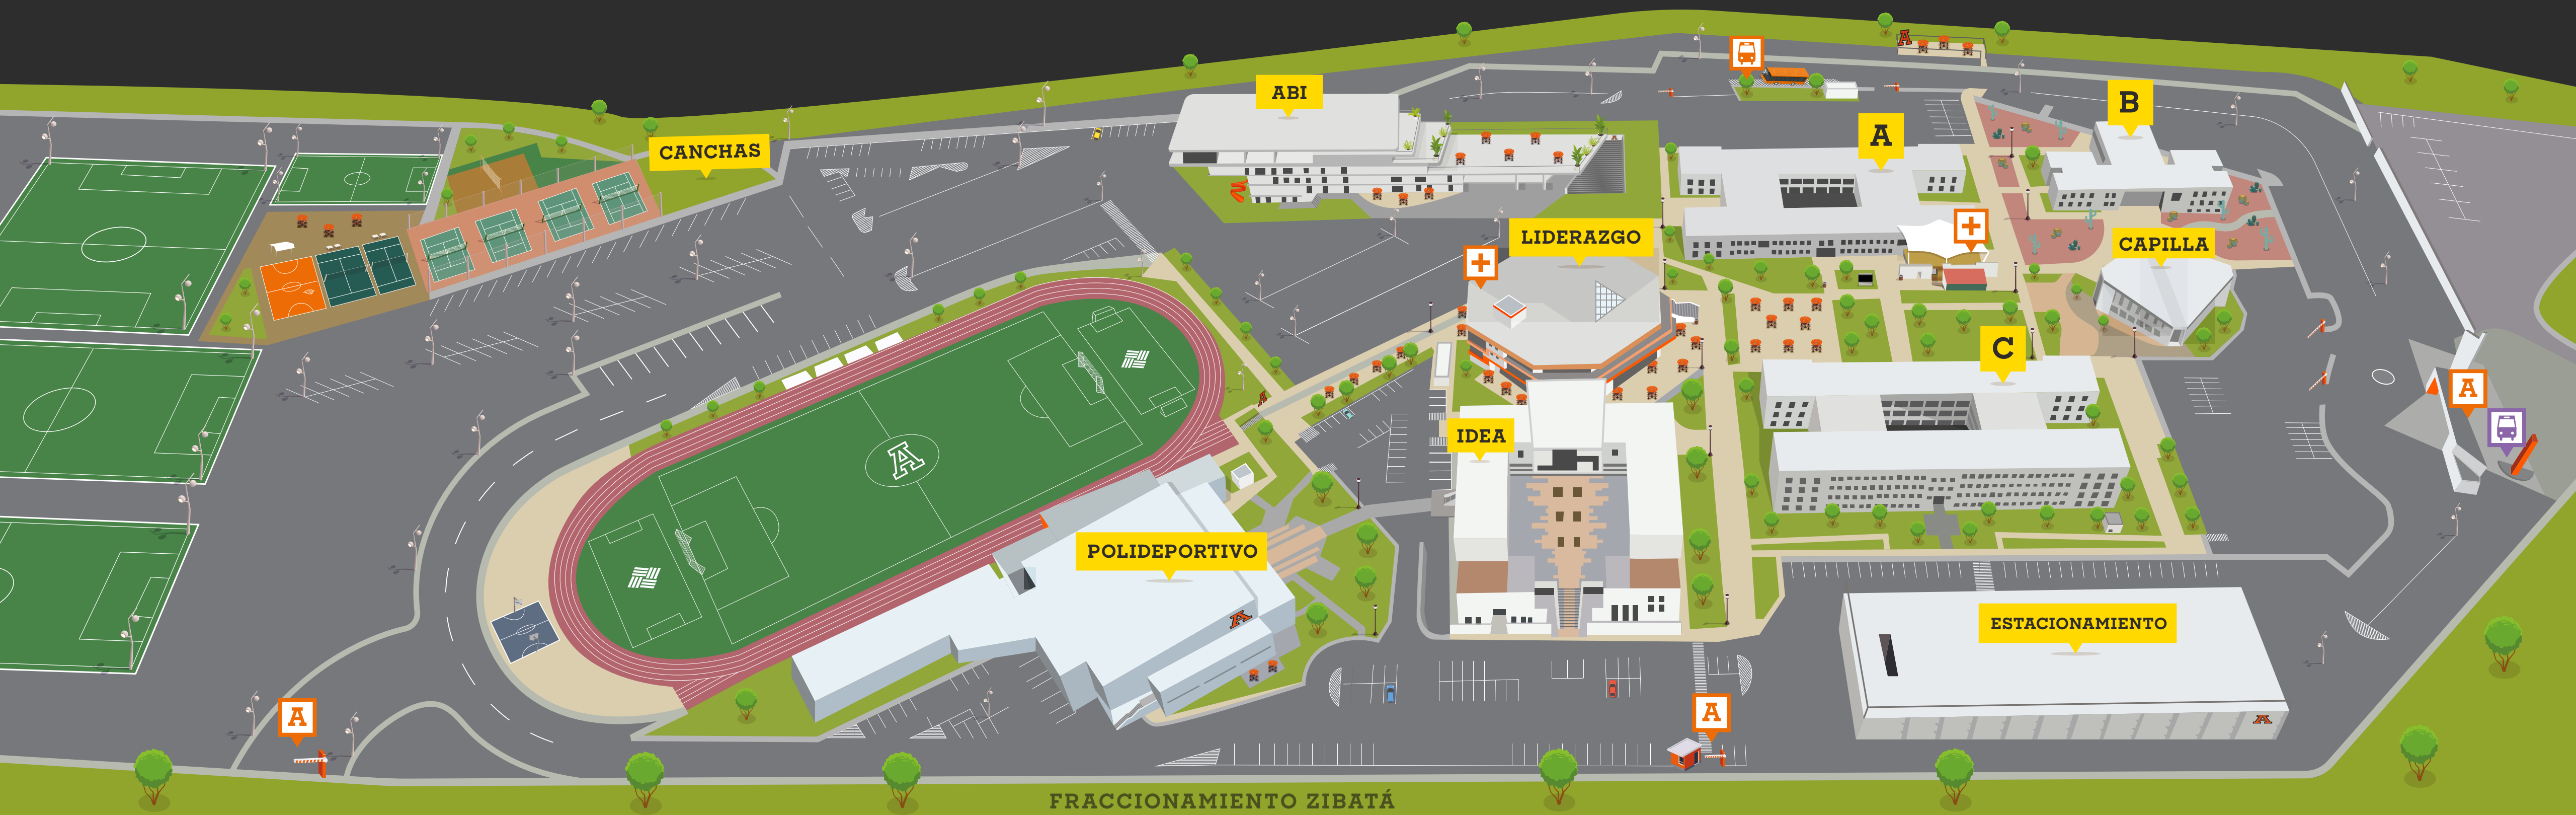 ABI
B
A
CANCHAS
LIDERAZGO
CAPILLA
C
A
IDEA
A
POLIDEPORTIVO
A
ESTACIONAMIENTO
A
A
A
A
A
FRACCIONAMIENTO ZIBATÁ